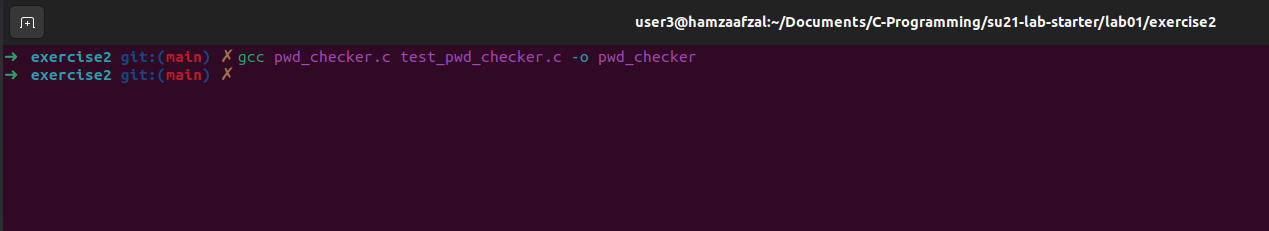 user3@hamzaafzal:~/Documents/C-Programming/su21-lab-starter/lab01/exercise2
➜ exercise2 git:(main) ✗ gcc pwd_checker.c test_pwd_checker.c -o pwd_checker
➜ exercise2 git:(main) ✗